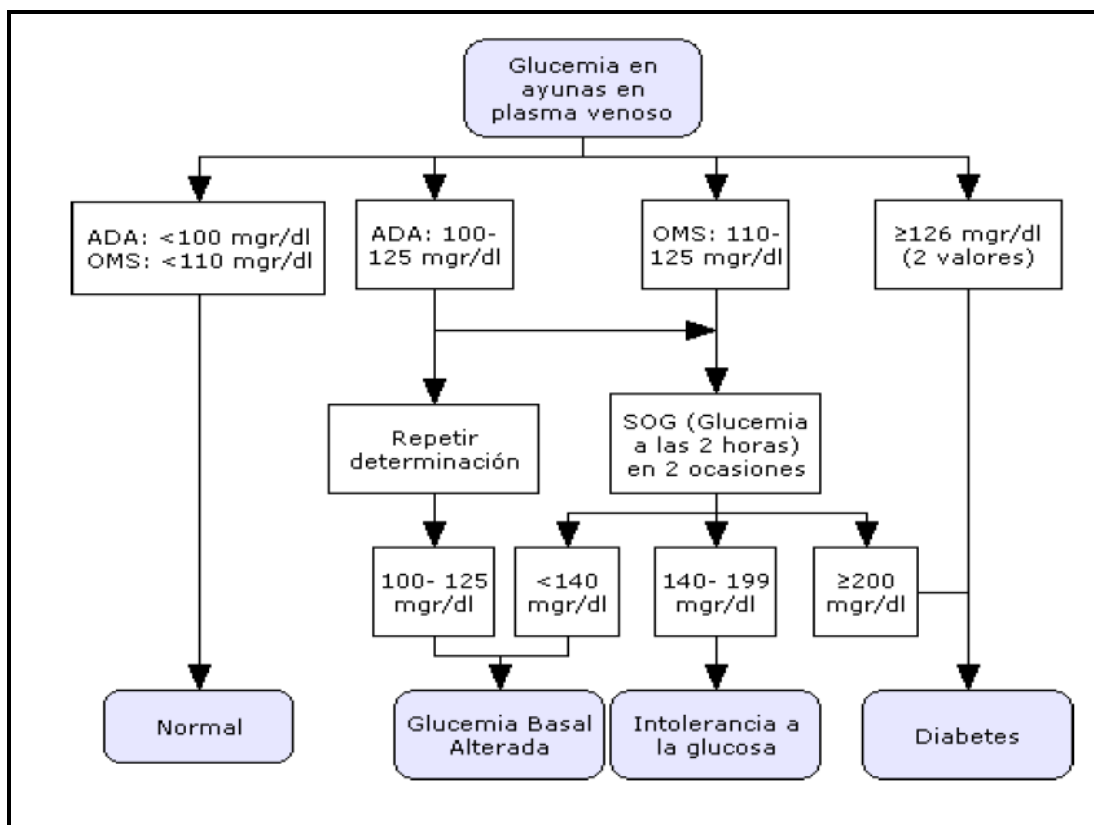 Glucemia en
ayunas en
plasma venoso
ADA: <100 mgr/dl
OMS: <110 mgr/dl
ADA: 100-
125 mgr/dl
OMS: 110-
125 mgr/dl
≥126 mgr/dl
(2 valores)
Repetir
determinación
SOG (Glucemia
a las 2 horas)
en 2 ocasiones
100- 125
mgr/dl
<140
mgr/dl
140- 199
mgr/dl
≥200
mgr/dl
Normal
Glucemia Basal
Alterada
Intolerancia a
la glucosa
Diabetes